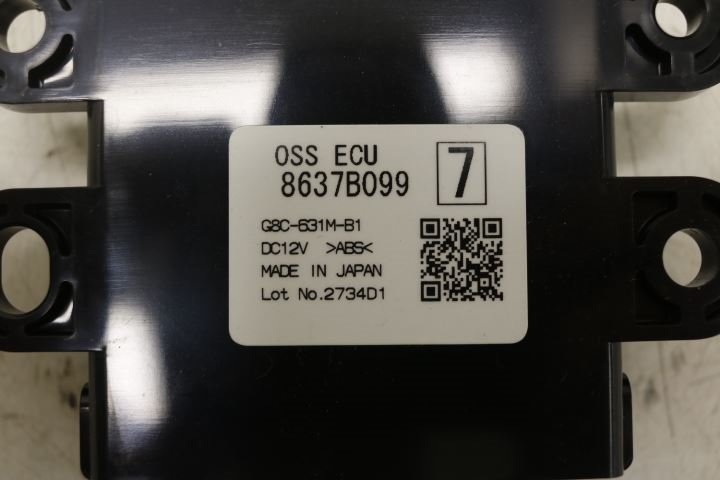 OSS ECU
8637B099
7
G8C-631M-B1
DC12V >ABS<
MADE IN JAPAN
Lot No.2734D1